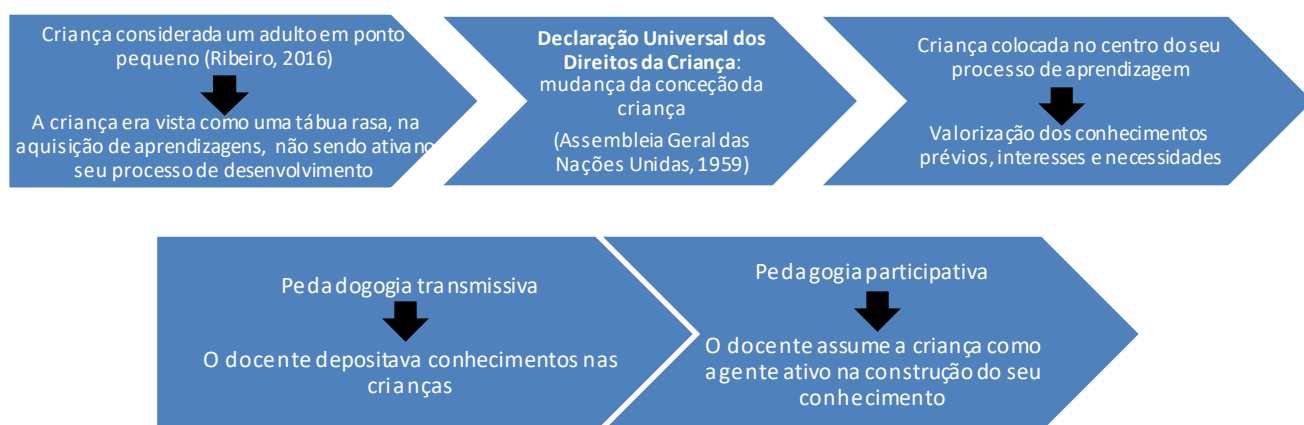 Criança considerada um adulto em ponto
pequeno (Ribeiro, 2016)
A criança era vista como uma tábua rasa, na
aquisição de aprendizagens, não sendo ativa no
seu processo de desenvolvimento
Declaração Universal dos
Direitos da Criança:
mudança da conceção da
criança
(Assembleia Geral das
Nações Unidas, 1959)
Criança colocada no centro do seu
processo de aprendizagem
Valorização dos conhecimentos
prévios, interesses e necessidades
Pedadogogia transmissiva
O docente depositava conhecimentos nas
crianças
Pedagogia participativa
O docente assume a criança como
agente ativo na construção do seu
conhecimento